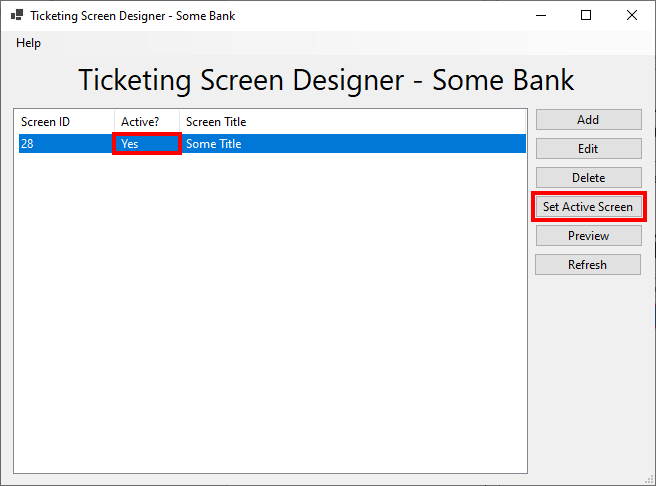 Ticketing Screen Designer - Some Bank
Help
Ticketing Screen Designer - Some Bank
Screen ID Active? Screen Title
28 Yes Some Title
Add
Edit
Delete
Set Active Screen
Preview
Refresh